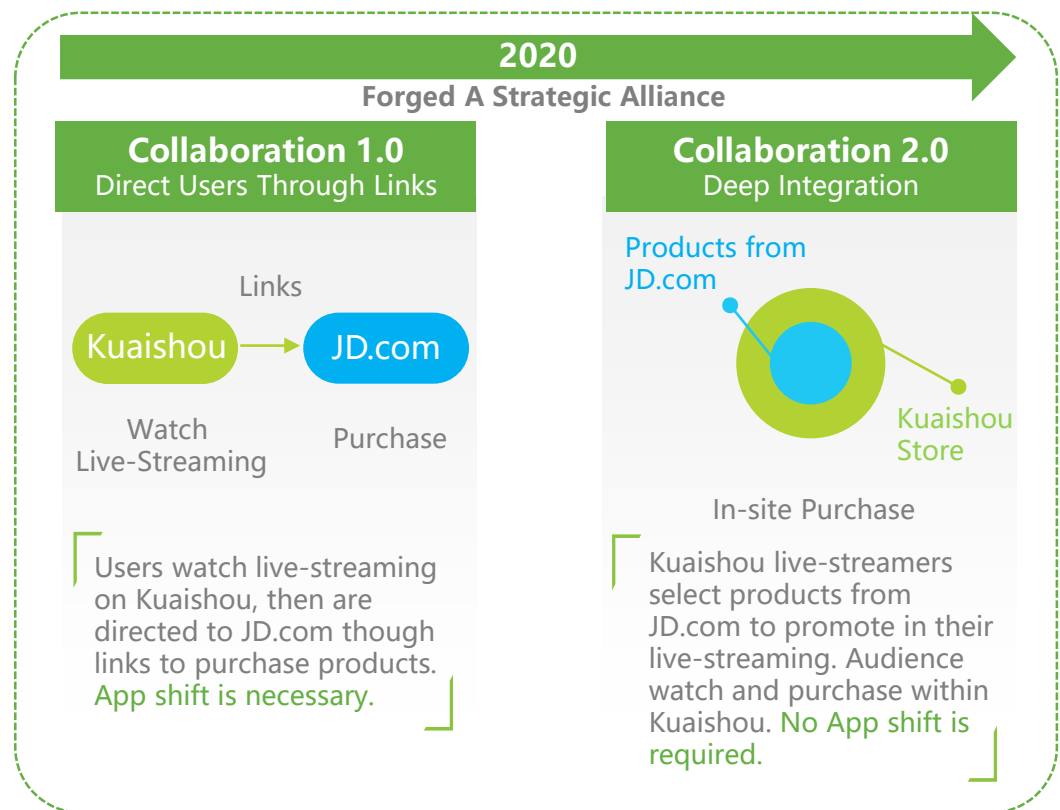 2020
Forged A Strategic Alliance
Collaboration 1.0
Direct Users Through Links
Links
Kuaishou
JD.com
Watch
Live-Streaming
Purchase
Users watch live-streaming
on Kuaishou, then are
directed to JD.com though
links to purchase products.
App shift is necessary.
Collaboration 2.0
Deep Integration
Products from
JD.com
Kuaishou
Store
In-site Purchase
Kuaishou live-streamers
select products from
JD.com to promote in their
live-streaming. Audience
watch and purchase within
Kuaishou. No App shift is
required.